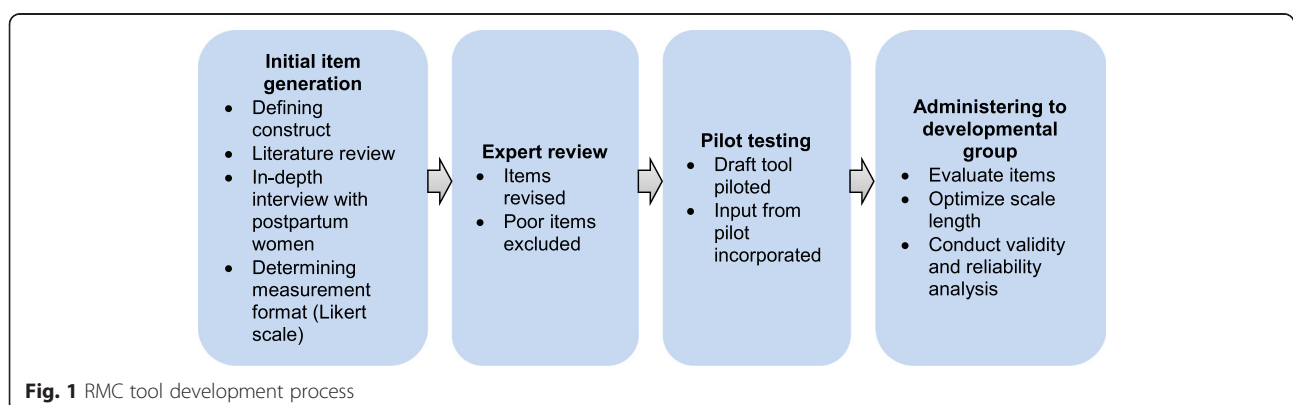 Initial item
generation
• Defining
construct
• Literature review
• In-depth
interview with
postpartum
women
• Determining
measurement
format (Likert
scale)
Expert review
• Items
revised
• Poor items
excluded
Pilot testing
• Draft tool
piloted
• Input from
pilot
incorporated
Administering to
developmental
group
• Evaluate items
• Optimize scale
length
• Conduct validity
and reliability
analysis
Fig. 1 RMC tool development process